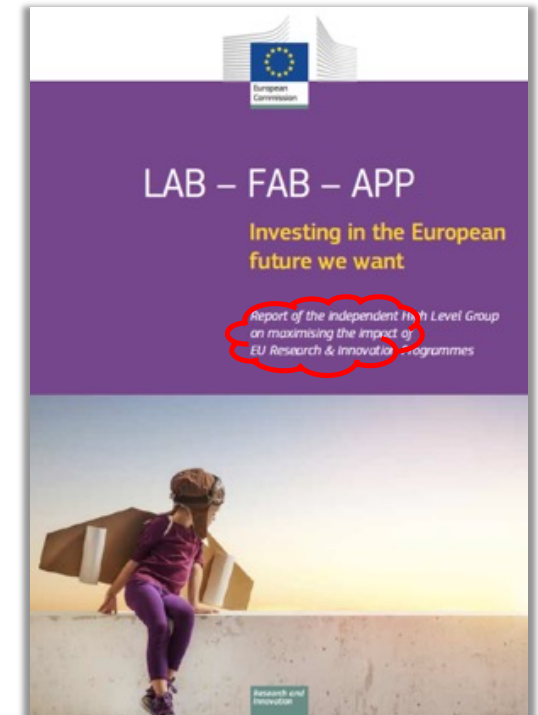 European
Commission
LAB – FAB – APP
Investing in the European
future we want
Report of the independent High Level Group
on maximising the impact of
EU Research & Innovation Programmes
Research and
Innovation